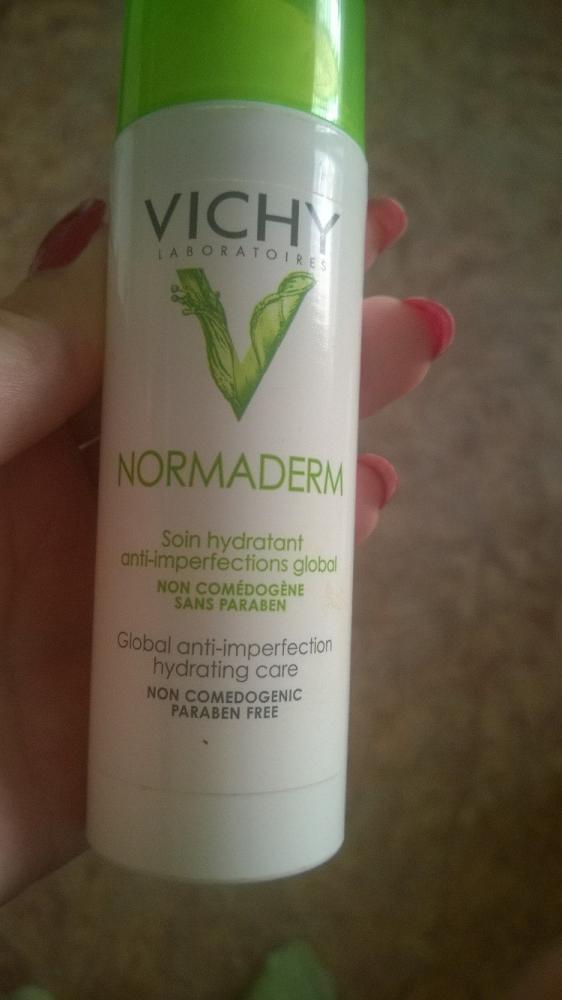 VICHY
LABORATOIRES
NORMADERM
Soin hydratant
anti-imperfections global
NON COMÉDOGÈNE
SANS PARABEN
Global anti-imperfection
hydrating care
NON COMEDOGENIC
PARABEN FREE